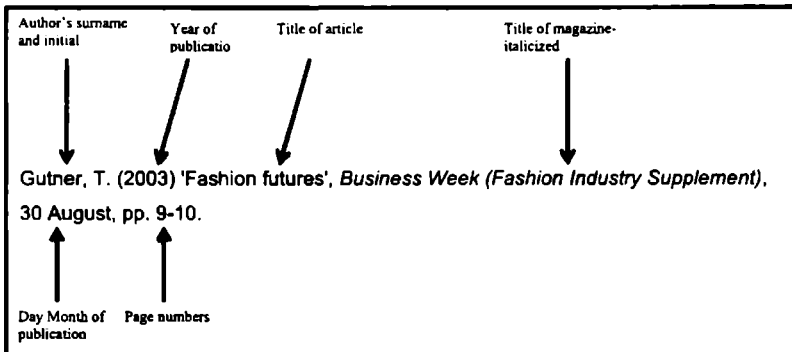 Author's surname
and initial
Year of
publicatio
Title of article
Title of magazine-
italicized
Gutner, T. (2003) 'Fashion futures', Business Week (Fashion Industry Supplement),
30 August, pp. 9-10.
Day Month of
publication
Page numbers